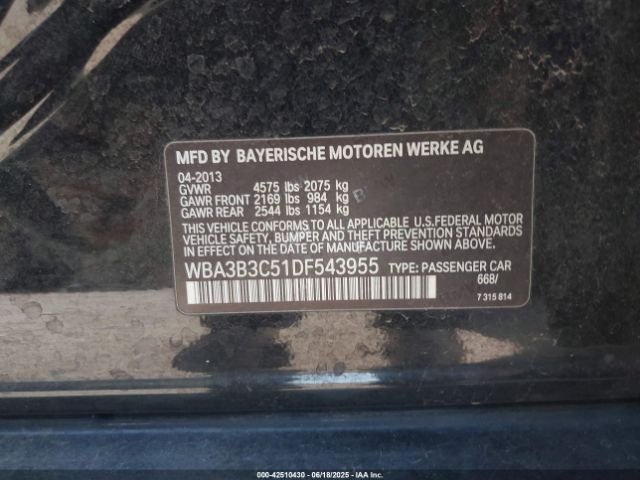 MFD BY BAYERISCHE MOTOREN WERKE AG
04-2013
GVWR 4575 lbs 2075 kg
GAWR FRONT 2169 lbs 984 kg
GAWR REAR 2544 lbs 1154 kg
THIS VEHICLE CONFORMS TO ALL APPLICABLE U.S.FEDERAL MOTOR
VEHICLE SAFETY, BUMPER AND THEFT PREVENTION STANDARDS
IN EFFECT ON THE DATE OF MANUFACTURE SHOWN ABOVE.
WBA3B3C51DF543955 TYPE: PASSENGER CAR
668/
7 315 814
000-42510430 - 06/18/2025 - IAA Inc.